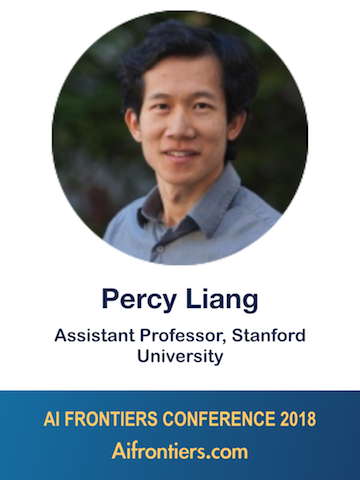 Percy Liang
Assistant Professor, Stanford
University
AI FRONTIERS CONFERENCE 2018
Aifrontiers.com